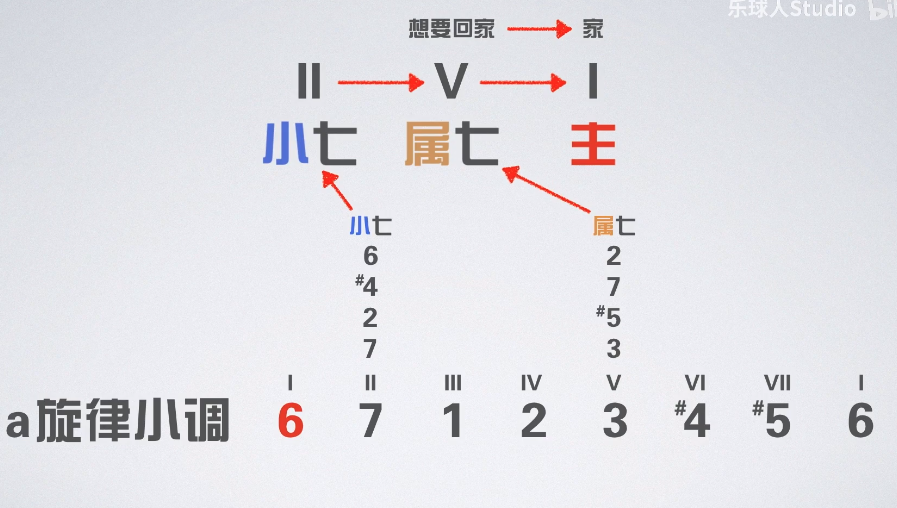 乐球人Studio bil
想要回家 家
II V I
小七 属七 主
小七 属七
6 2
#4 7
2 #5
7 3
I II III IV V VI VII I
a旋律小调 6 7 1 2 3 #4 #5 6